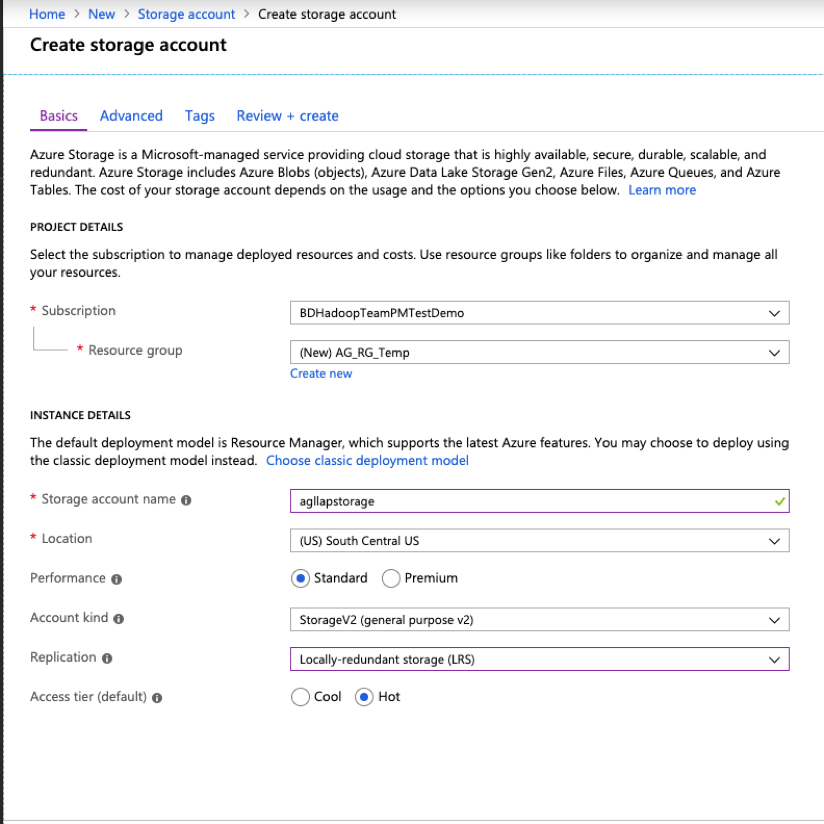 Home > New > Storage account > Create storage account
Create storage account
Basics Advanced Tags Review + create
Azure Storage is a Microsoft-managed service providing cloud storage that is highly available, secure, durable, scalable, and
redundant. Azure Storage includes Azure Blobs (objects), Azure Data Lake Storage Gen2, Azure Files, Azure Queues, and Azure
Tables. The cost of your storage account depends on the usage and the options you choose below. Learn more
PROJECT DETAILS
Select the subscription to manage deployed resources and costs. Use resource groups like folders to organize and manage all
your resources.
* Subscription BDHadoopTeamPMTestDemo
* Resource group (New) AG_RG_Temp
Create new
INSTANCE DETAILS
The default deployment model is Resource Manager, which supports the latest Azure features. You may choose to deploy using
the classic deployment model instead. Choose classic deployment model
* Storage account name agllapstorage
* Location (US) South Central US
Performance Standard Premium
Account kind StorageV2 (general purpose v2)
Replication Locally-redundant storage (LRS)
Access tier (default) Cool Hot